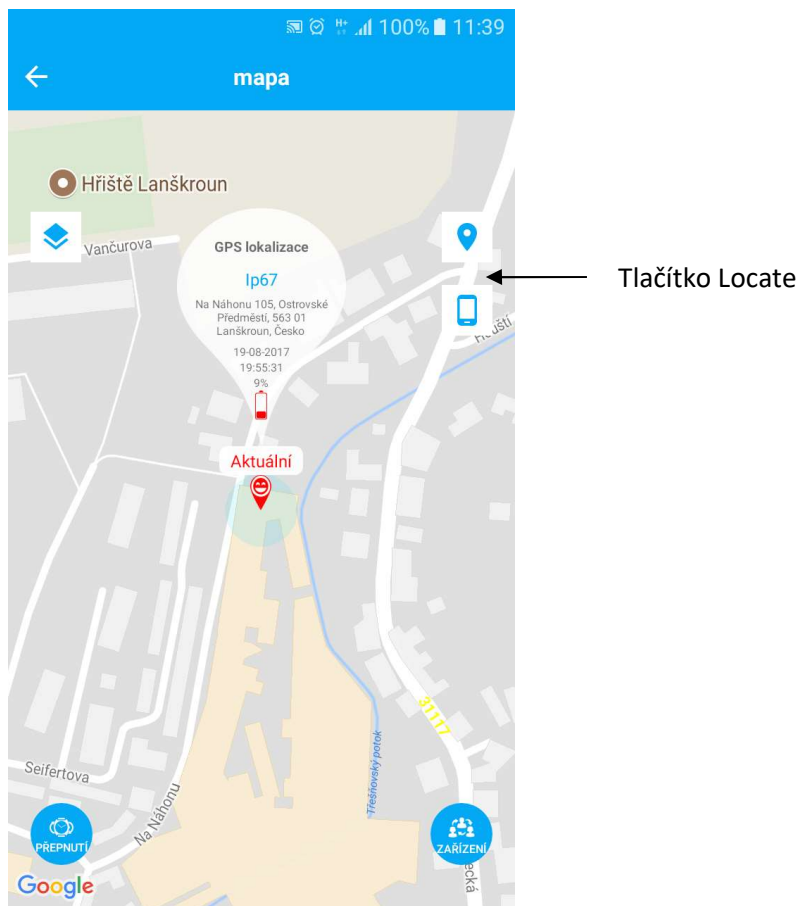 H+ 100% 11:39
mapa
Hřiště Lanškroun
Vančurova
GPS lokalizace
Ip67
Na Náhonu 105, Ostrovské
Předměstí, 563 01
Lanškroun, Česko
19-08-2017
19:55:31
9%
Tlačítko Locate
Aktuální
31117
Třešňovský potok
Seifertova
Na Náhonu
PŘEPNUTÍ
ZAŘÍZENÍ
Google